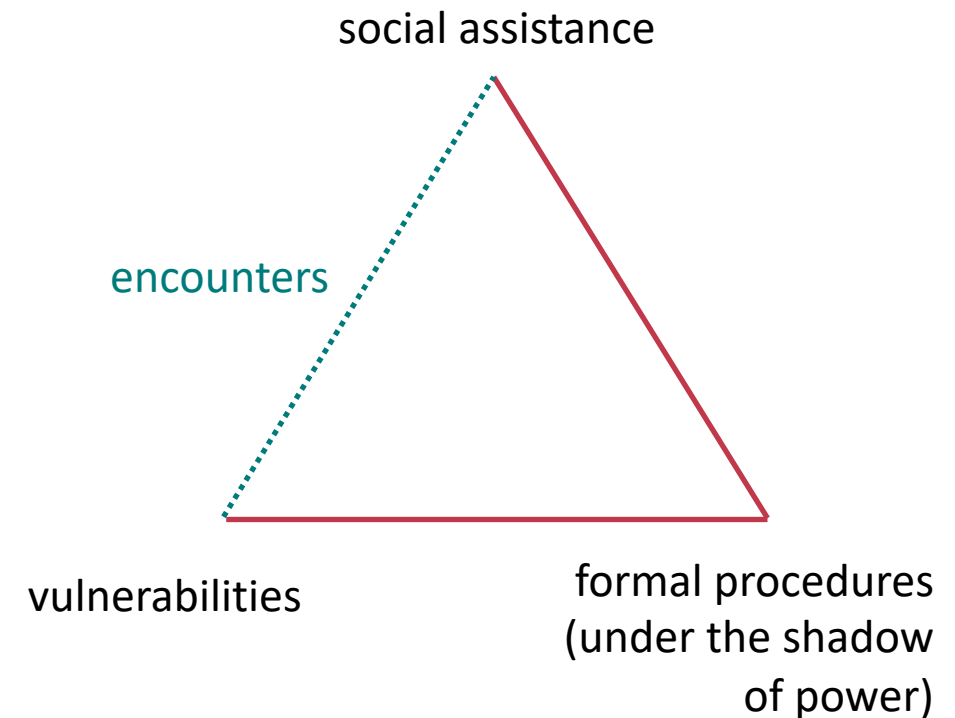 social assistance
encounters
vulnerabilities
formal procedures
(under the shadow
of power)